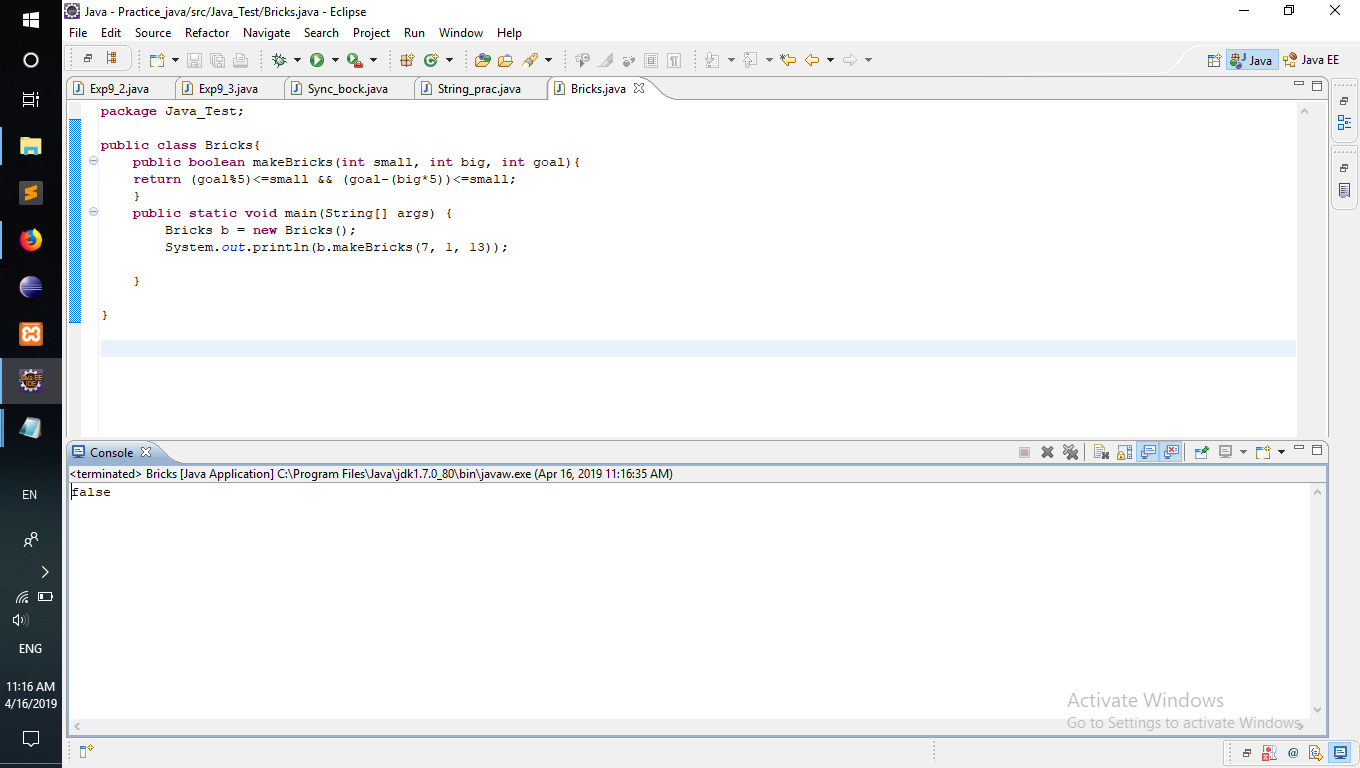 Java - Practice_java/src/Java_Test/Bricks.java - Eclipse
File Edit Source Refactor Navigate Search Project Run Window Help
Java Java EE
Exp9_2.java Exp9_3.java Sync_bock.java String_prac.java Bricks.java
package Java_Test;
public class Bricks{
public boolean makeBricks(int small, int big, int goal){
return (goal%5)<=small && (goal-(big*5))<=small;
}
public static void main(String[] args) {
Bricks b = new Bricks();
System.out.println(b.makeBricks(7, 1, 13));
}
}
Console
<terminated> Bricks [Java Application] C:\Program Files\Java\jdk1.7.0_80\bin\javaw.exe (Apr 16, 2019 11:16:35 AM)
false
EN
ENG
11:16 AM
4/16/2019
Activate Windows
Go to Settings to activate Windows.